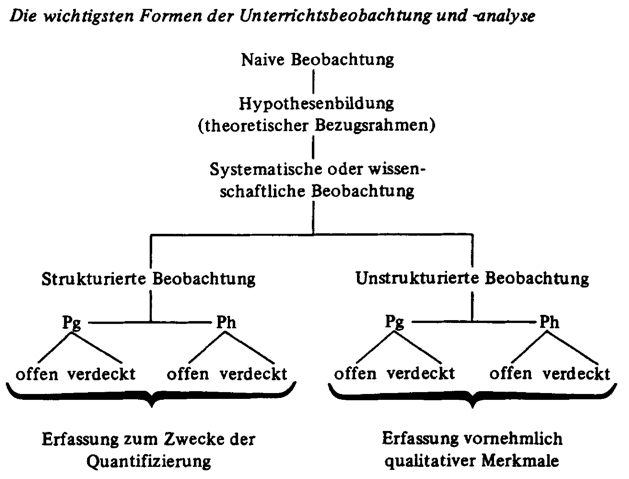 Die wichtigsten Formen der Unterrichtsbeobachtung und -analyse
Naive Beobachtung
Hypothesenbildung
(theoretischer Bezugsrahmen)
Systematische oder wissen-
schaftliche Beobachtung
Strukturierte Beobachtung
Unstrukturierte Beobachtung
Pg
Ph
Pg
Ph
offen verdeckt
offen verdeckt
offen verdeckt
offen verdeckt
Erfassung zum Zwecke der
Quantifizierung
Erfassung vornehmlich
qualitativer Merkmale